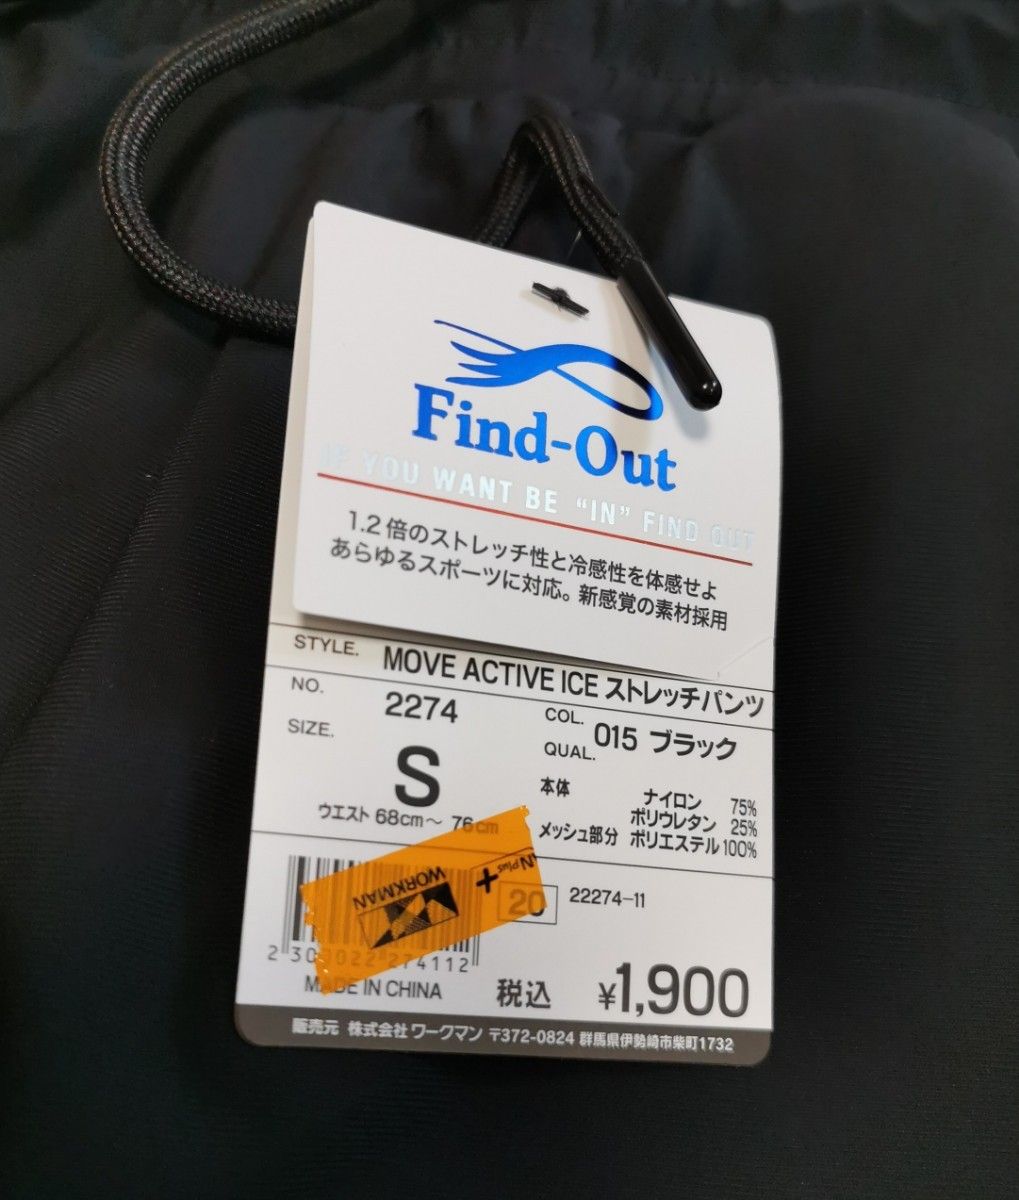 Find-Out
IF YOU WANT BE "IN" FIND OUT
1.2倍のストレッチ性と冷感性を体感せよ
あらゆるスポーツに対応。新感覚の素材採用
STYLE. MOVE ACTIVE ICE ストレッチパンツ
NO. 2274
COL. 015 ブラック
SIZE. S
ウエスト 68cm～76cm
QUAL.
本体 ナイロン 75%
ポリウレタン 25%
メッシュ部分 ポリエステル 100%
WORKMAN
plus+
20
22274-11
MADE IN CHINA
税込 ¥1,900
販売元 株式会社 ワークマン 〒372-0824 群馬県伊勢崎市柴町1732